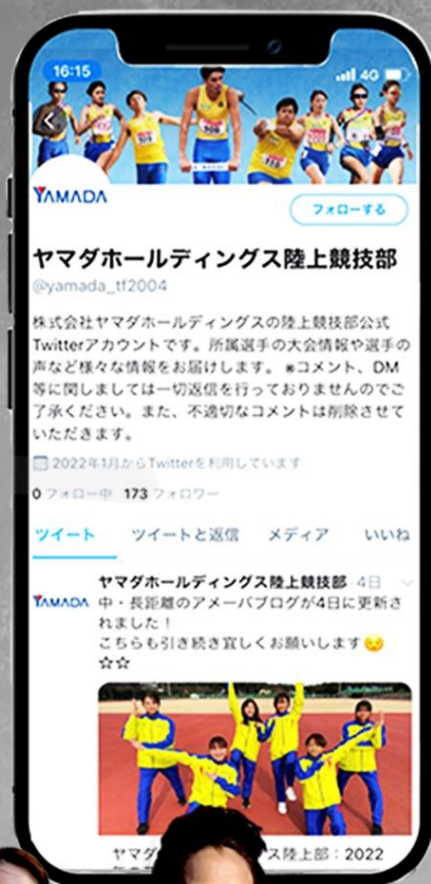 16:15
4G
YAMADA
フォローする
ヤマダホールディングス陸上競技部
@yamada_tf2004
株式会社ヤマダホールディングスの陸上競技部公式
Twitterアカウントです。所属選手の大会情報や選手の
声など様々な情報をお届けします。※コメント、DM
等に関しましては一切返信を行っておりませんのでご
了承ください。また、不適切なコメントは削除させて
いただきます。
2022年1月からTwitterを利用しています
0 フォロー中 173 フォロワー
ツイート ツイートと返信 メディア いいね
ヤマダホールディングス陸上競技部·4日
YAMADA 中・長距離のアメーバブログが4日に更新さ
れました！
こちらも引き続き宜しくお願いします😔
☆☆
ヤマダ ス陸上部：2022